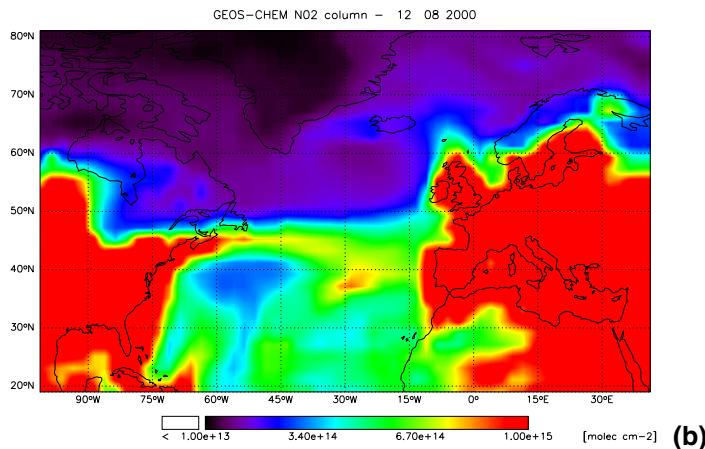 GEOS-CHEM NO2 column - 12 08 2000
80°N
70°N
60°N
50°N
40°N
30°N
20°N
90°W 75°W 60°W 45°W 30°W 15°W 0° 15°E 30°E
< 1.00e+13 3.40e+14 6.70e+14 1.00e+15 [molec cm-2] (b)